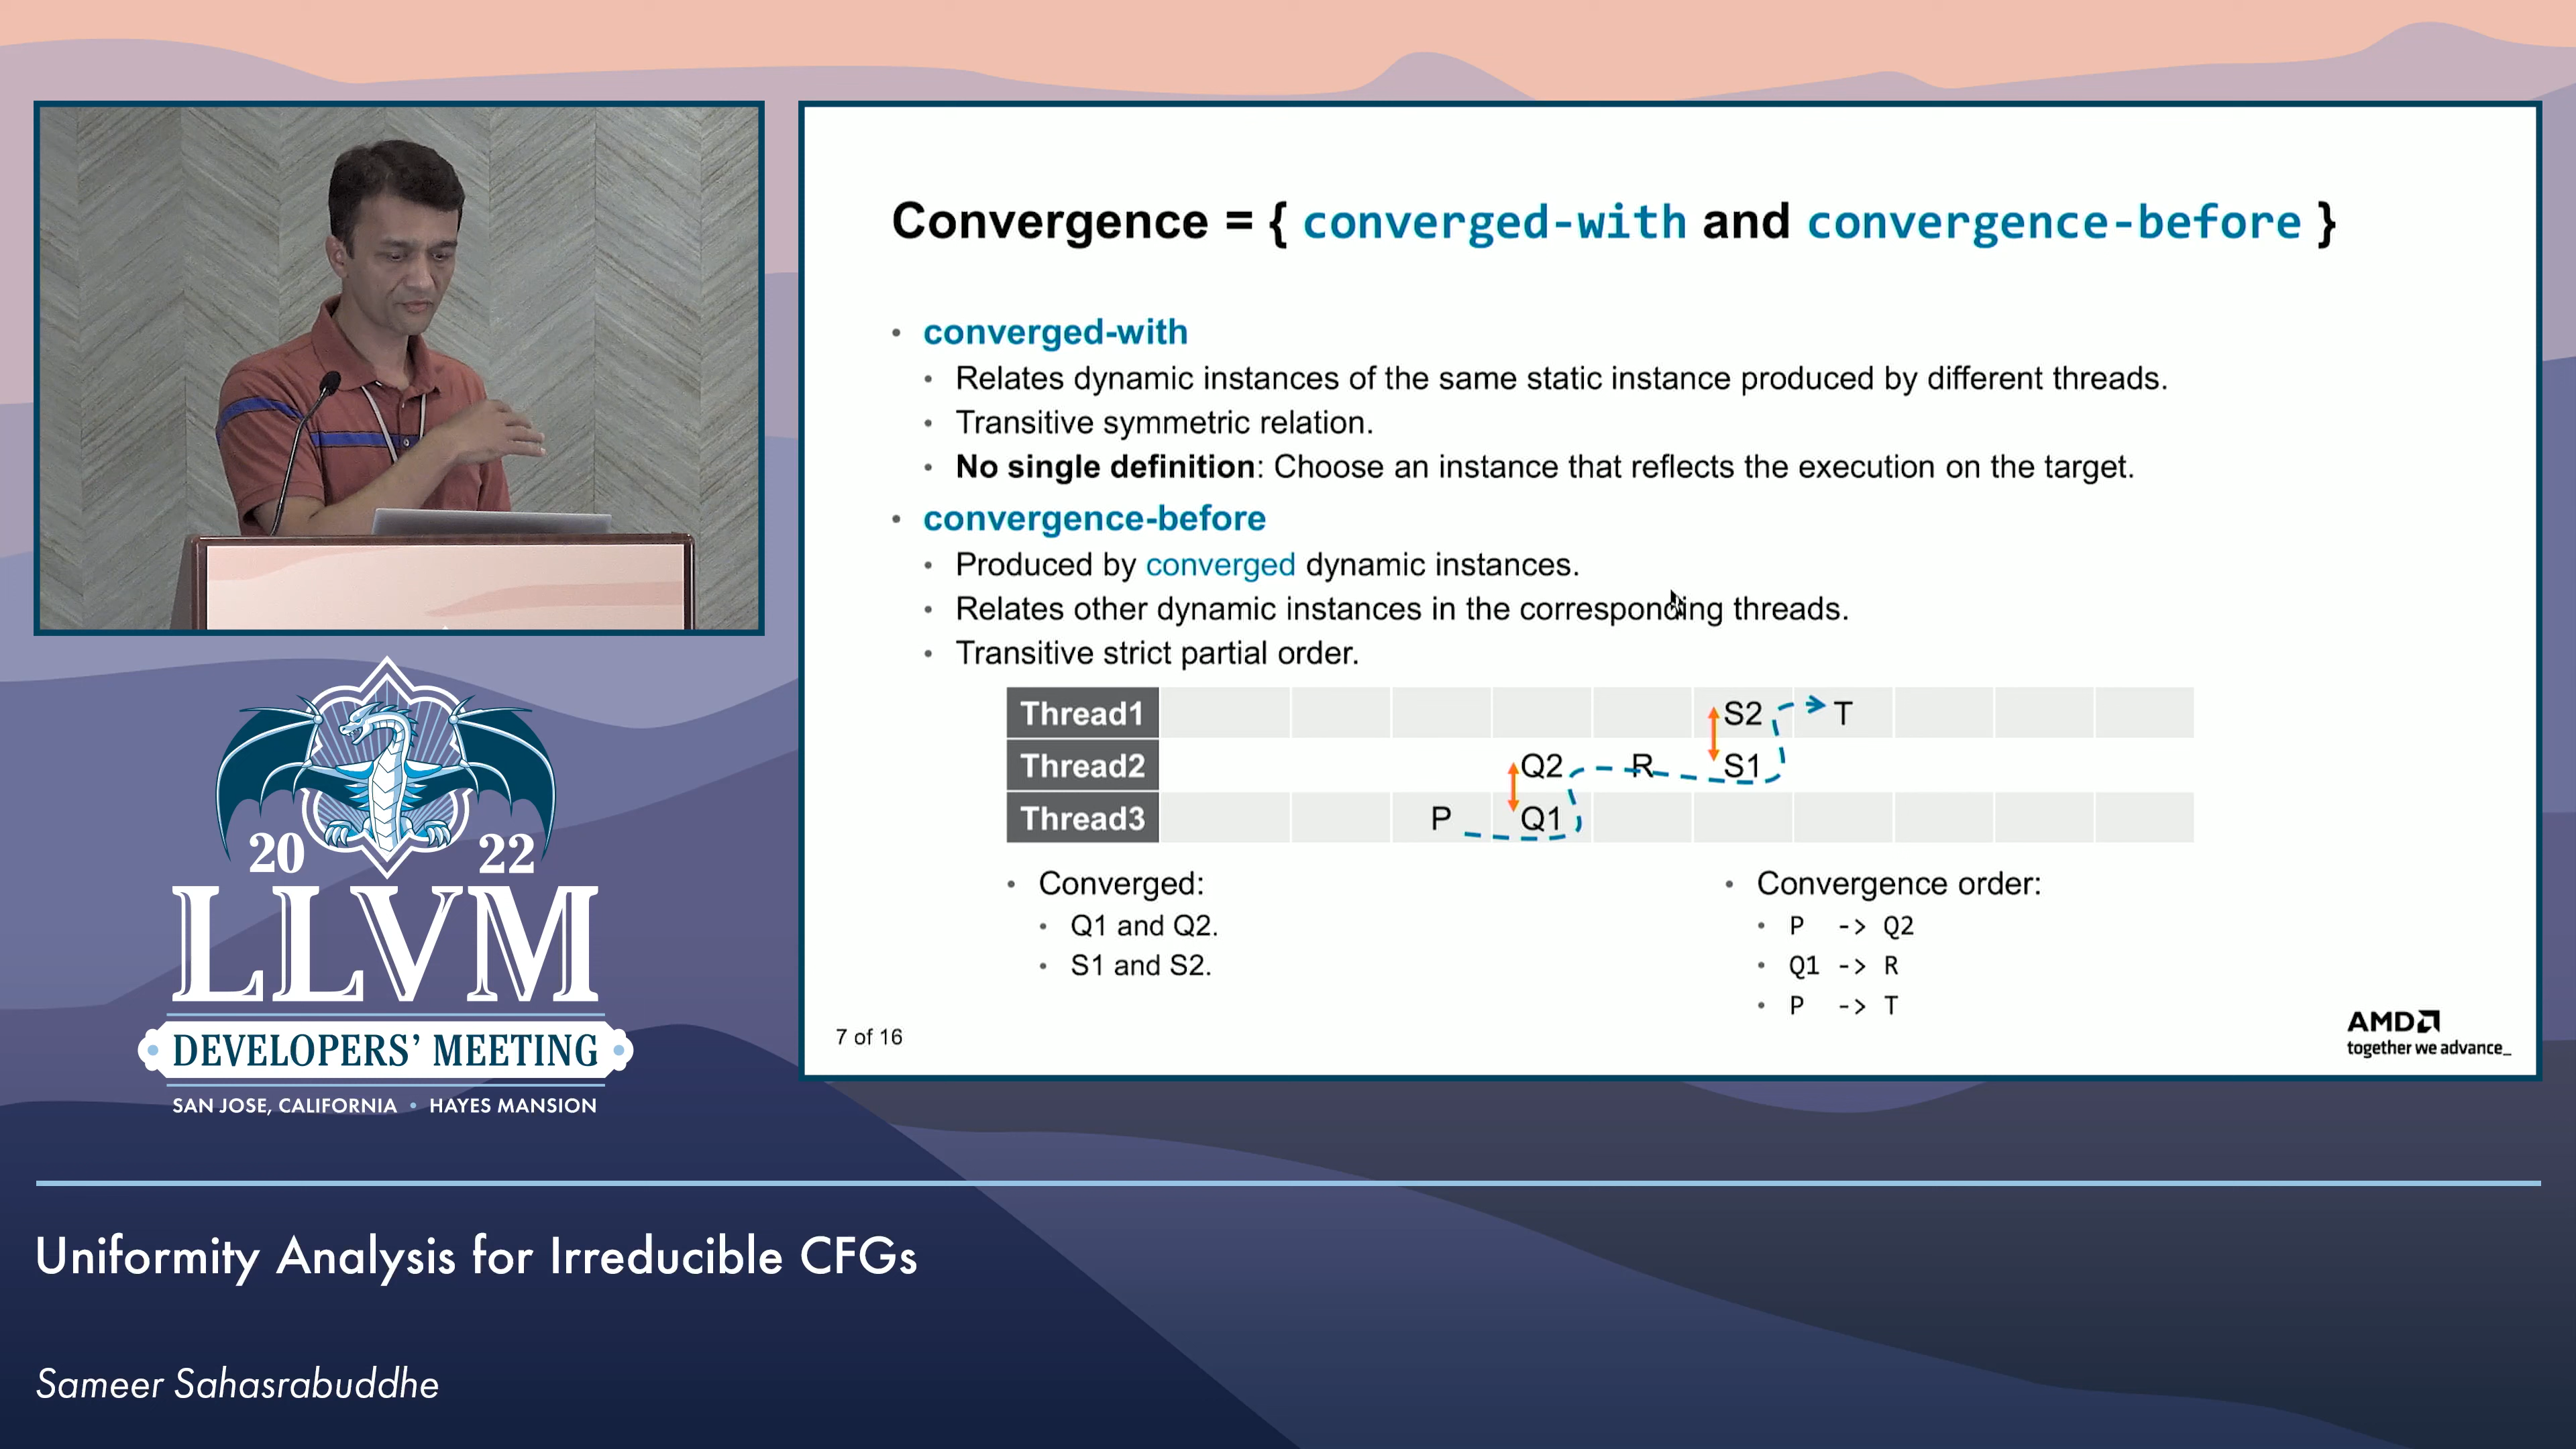 Convergence = { converged-with and convergence-before }
• converged-with
• Relates dynamic instances of the same static instance produced by different threads.
• Transitive symmetric relation.
• No single definition: Choose an instance that reflects the execution on the target.
• convergence-before
• Produced by converged dynamic instances.
• Relates other dynamic instances in the corresponding threads.
• Transitive strict partial order.
Thread1 S2 T
Thread2 Q2 R S1
Thread3 P Q1
• Converged:
• Q1 and Q2.
• S1 and S2.
• Convergence order:
• P -> Q2
• Q1 -> R
• P -> T
7 of 16
AMD
together we advance_
20 22
LLVM
DEVELOPERS' MEETING
SAN JOSE, CALIFORNIA • HAYES MANSION
Uniformity Analysis for Irreducible CFGs
Sameer Sahasrabuddhe